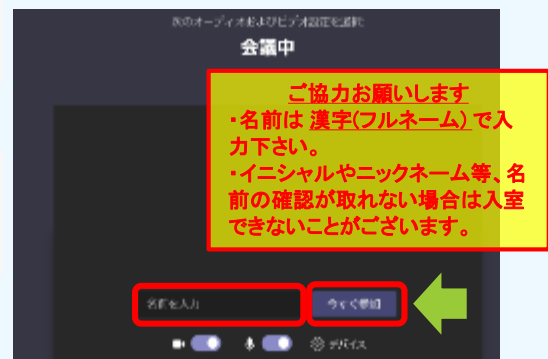 次のオーディオおよびビデオ設定を選択:
会議中
ご協力お願いします
・名前は 漢字(フルネーム) で入
力下さい。
・イニシャルやニックネーム等、名
前の確認が取れない場合は入室
できないことがございます。
名前を入力
今すぐ参加
デバイス